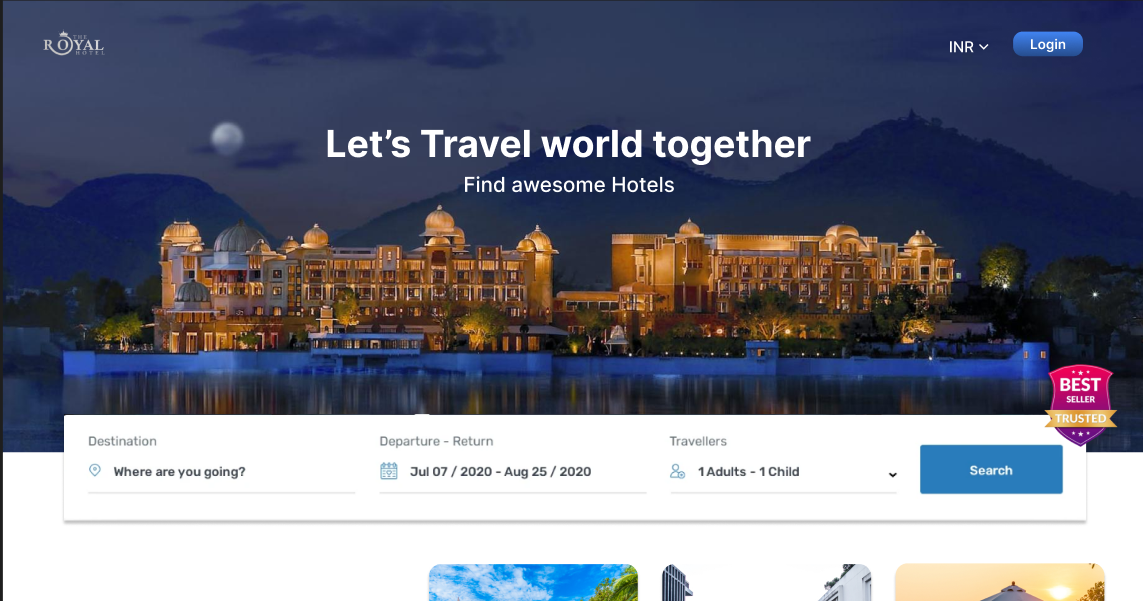 THE
ROYAL
HOTEL
INR
Login
Let's Travel world together
Find awesome Hotels
BEST
SELLER
TRUSTED
Destination
Where are you going?
Departure - Return
Jul 07 / 2020 - Aug 25 / 2020
Travellers
1 Adults - 1 Child
Search